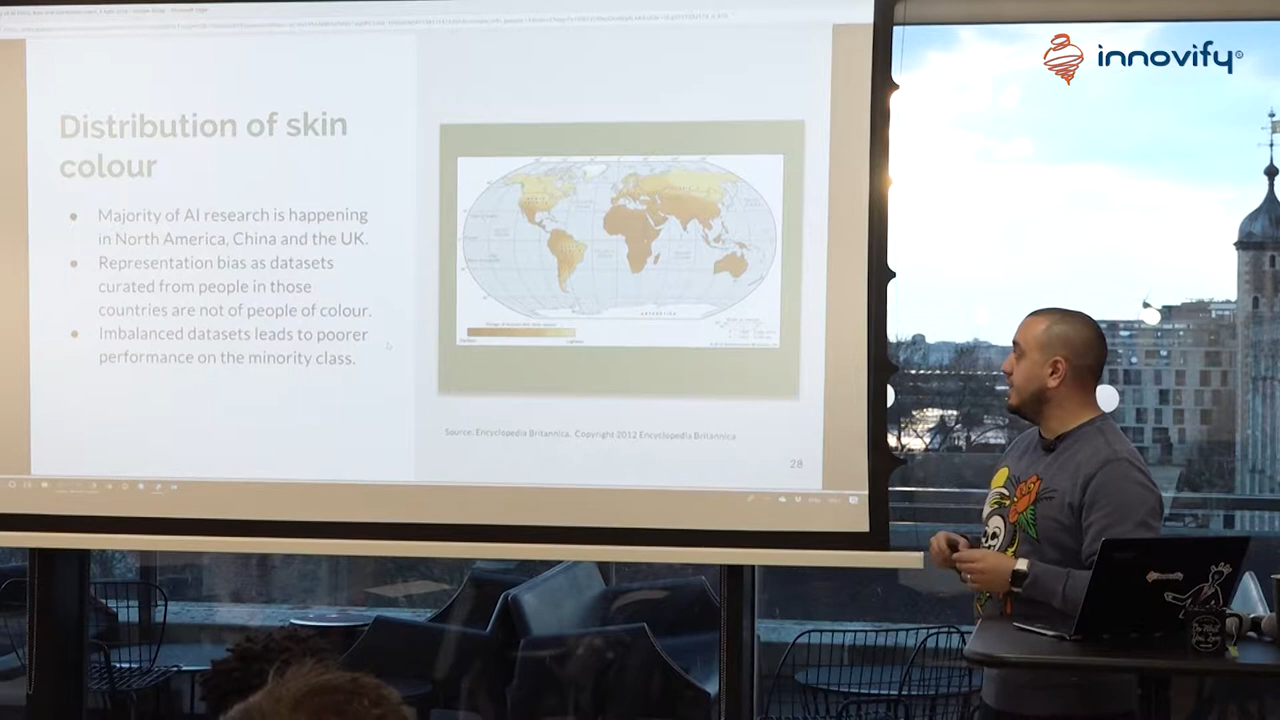 innovify
Distribution of skin
colour
Majority of AI research is happening
in North America, China and the UK.
Representation bias as datasets
curated from people in those
countries are not of people of colour.
Imbalanced datasets leads to poorer
performance on the minority class.
ANTARCTICA
Source: Encyclopedia Britannica. Copyright 2012 Encyclopedia Britannica
28